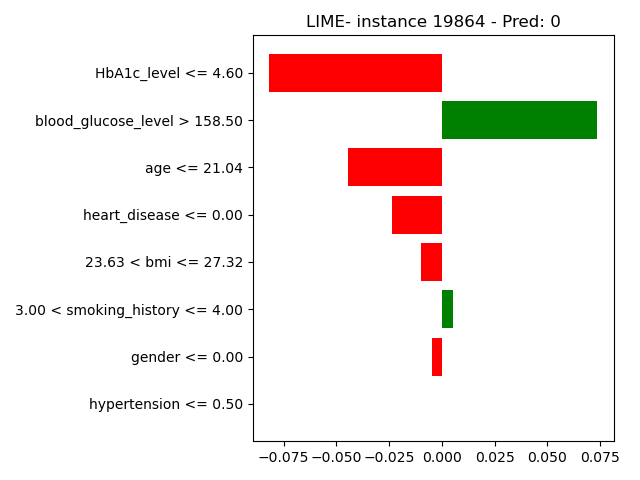 LIME- instance 19864 - Pred: 0
HbA1c_level <= 4.60
blood_glucose_level > 158.50
age <= 21.04
heart_disease <= 0.00
23.63 < bmi <= 27.32
3.00 < smoking_history <= 4.00
gender <= 0.00
hypertension <= 0.50
−0.075 −0.050 −0.025 0.000 0.025 0.050 0.075